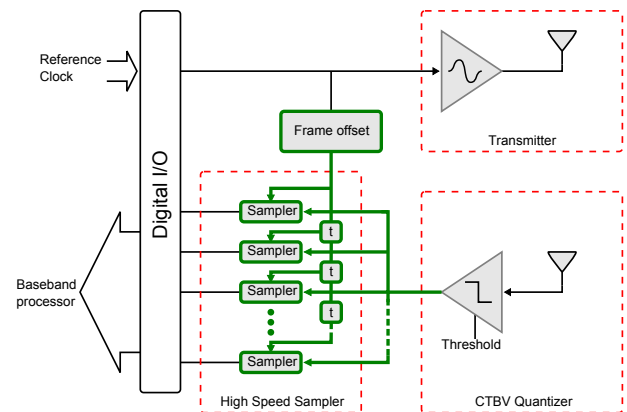 Reference
Clock
Digital I/O
Frame offset
Transmitter
Sampler
t
Sampler
t
Sampler
t
Sampler
Baseband
processor
Threshold
High Speed Sampler
CTBV Quantizer